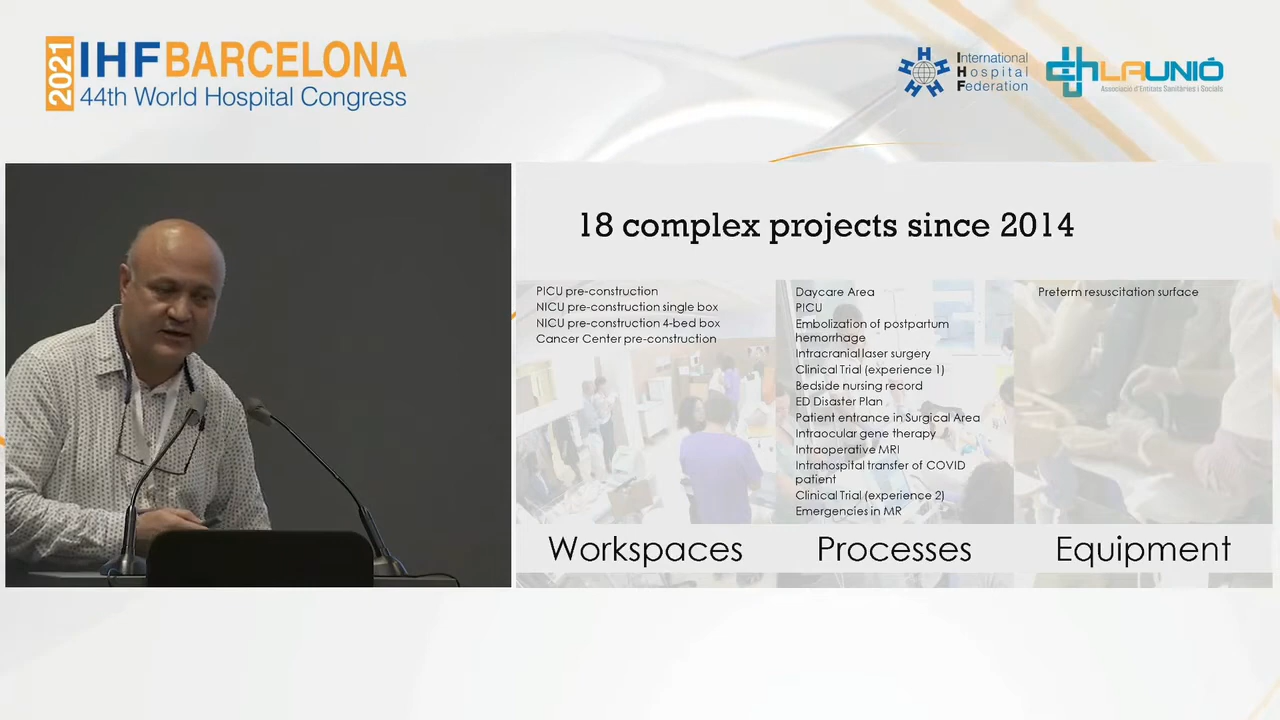 2021
IHFBARCELONA
44th World Hospital Congress
International
Hospital
Federation
LAUNIÓ
Associació d'Entitats Sanitàries i Socials
18 complex projects since 2014
PICU pre-construction
NICU pre-construction single box
NICU pre-construction 4-bed box
Cancer Center pre-construction
Workspaces
Daycare Area
PICU
Embolization of postpartum
hemorrhage
Intracranial laser surgery
Clinical Trial (experience 1)
Bedside nursing record
ED Disaster Plan
Patient entrance in Surgical Area
Intraocular gene therapy
Intraoperative MRI
Intrahospital transfer of COVID
patient
Clinical Trial (experience 2)
Emergencies in MR
Processes
Preterm resuscitation surface
Equipment